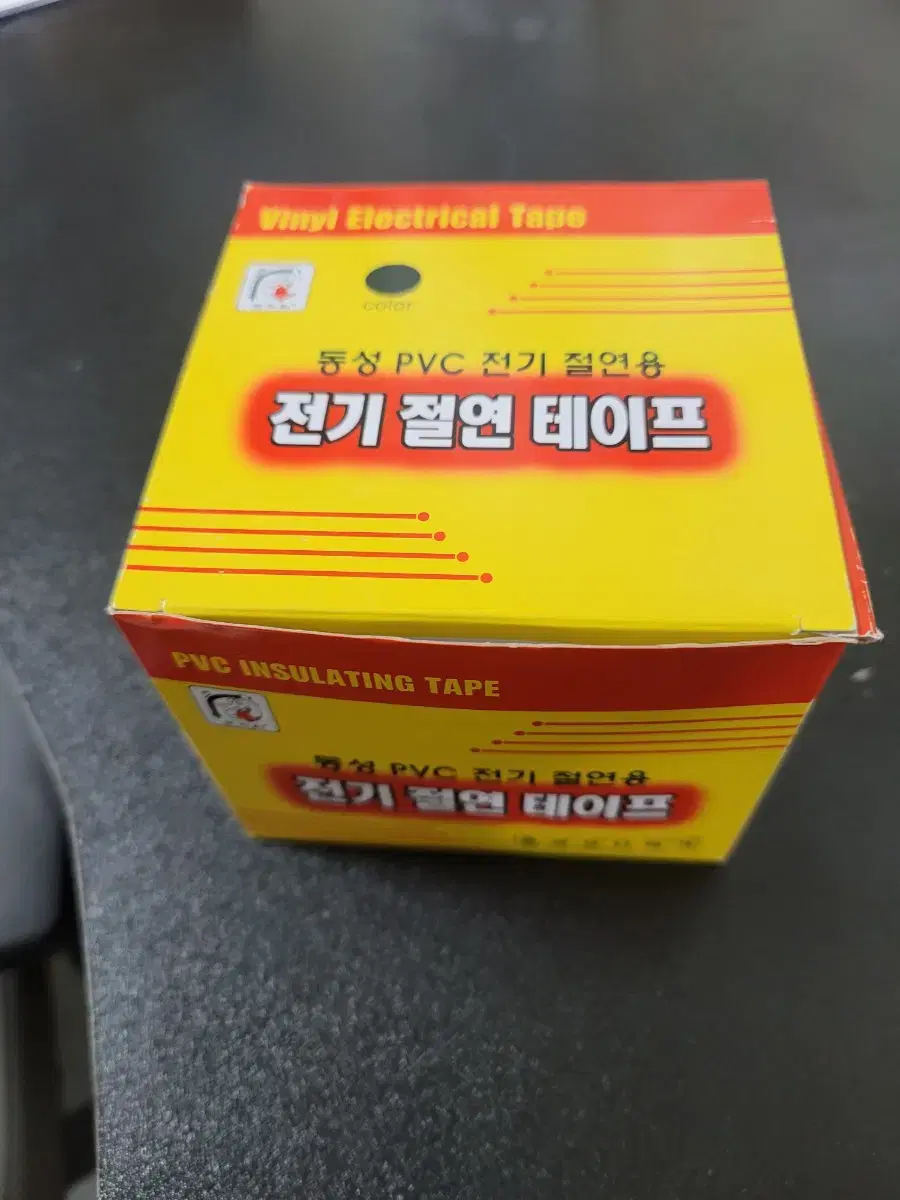 Vinyl Electrical Tape
color
동성 PVC 전기 절연용
전기 절연 테이프
PVC INSULATING TAPE
동성 PVC 전기 절연용
전기 절연 테이프